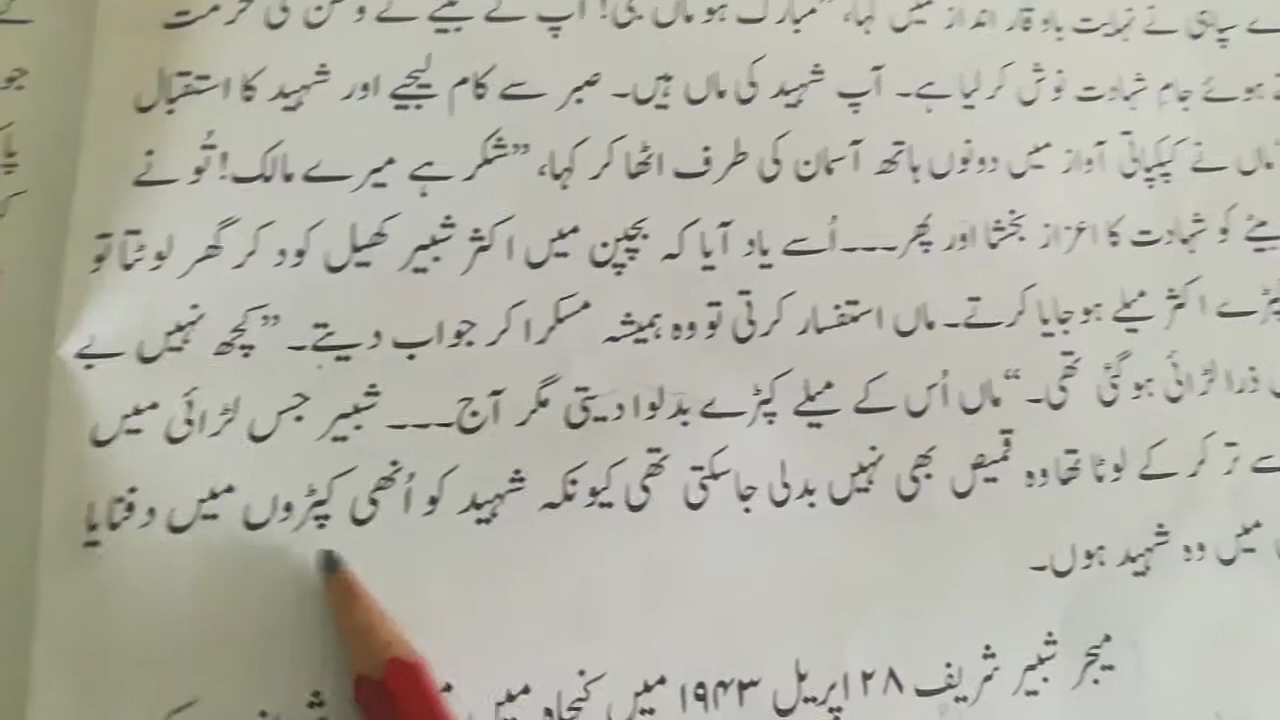 سپاہی نے نہایت باوقار انداز میں کہا، ”مبارک ہو ماں جی! آپ کے بیٹے نے وطن کی حرمت
ہوئے جامِ شہادت نوش کر لیا ہے۔ آپ شہید کی ماں ہیں۔ صبر سے کام لیجیے اور شہید کا استقبال
ماں نے کپکپاتی آواز میں دونوں ہاتھ آسمان کی طرف اٹھا کر کہا، ”شکر ہے میرے مالک! تُو نے
بیٹے کو شہادت کا اعزاز بخشا اور پھر۔۔۔ اُسے یاد آیا کہ بچپن میں اکثر شبیر کھیل کود کر گھر لوٹتا تو
کپڑے اکثر میلے ہو جایا کرتے۔ ماں استفسار کرتی تو وہ ہمیشہ مسکرا کر جواب دیتے۔ ”کچھ نہیں بے
ذرا لڑائی ہو گئی تھی۔“ ماں اُس کے میلے کپڑے بدلوا دیتی مگر آج۔۔۔ شبیر جس لڑائی میں
سے تر کر کے لوٹا تھا وہ قمیص بھی نہیں بدلی جا سکتی تھی کیونکہ شہید کو اُنھی کپڑوں میں دفنایا
میں وہ شہید ہوں۔
میجر شبیر شریف ۲۸ اپریل ۱۹۴۳ میں کنجاہ میں